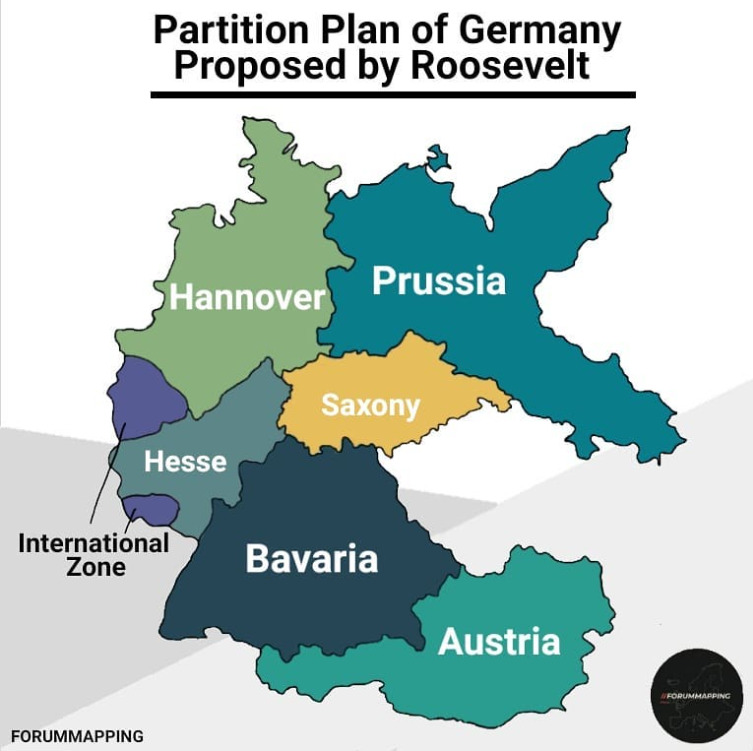 Partition Plan of Germany
Proposed by Roosevelt
Hannover
Prussia
Saxony
Hesse
International
Zone
Bavaria
Austria
#FORUMMAPPING
FORUMMAPPING